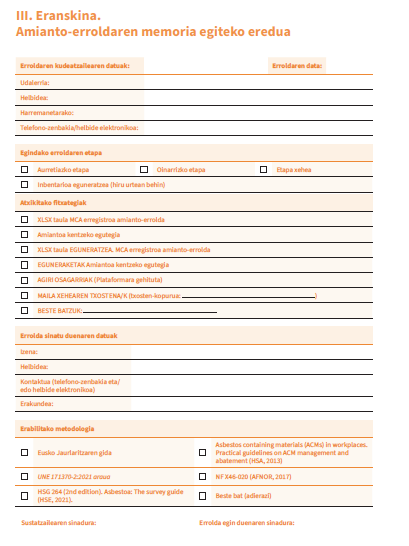 III. Eranskina.
Amianto-erroldaren memoria egiteko eredua
Erroldaren kudeatzailearen datuak: Erroldaren data:
Udalerria:
Helbidea:
Harremanetarako:
Telefono-zenbakia/helbide elektronikoa:
Egindako erroldaren etapa
Aurretiazko etapa Oinarrizko etapa Etapa xehea
Inbentarioa eguneratzea (hiru urtean behin)
Atxikitako fitxategiak
XLSX taula MCA erregistroa amianto-errolda
Amiantoa kentzeko egutegia
XLSX taula EGUNERATZEA. MCA erregistroa amianto-errolda
EGUNERAKETAK Amiantoa kentzeko egutegia
AGIRI OSAGARRIAK (Plataformara gehituta)
MAILA XEHEAREN TXOSTENA/K (txosten-kopurua: )
BESTE BATZUK:
Errolda sinatu duenaren datuak
Izena:
Helbidea:
Kontaktua (telefono-zenbakia eta/
edo helbide elektronikoa)
Erakundea:
Erabilitako metodologia
Eusko Jaurlaritzaren gida
Asbestos containing materials (ACMs) in workplaces.
Practical guidelines on ACM management and
abatement (HSA, 2013)
UNE 171370-2:2021 araua
NF X46-020 (AFNOR, 2017)
HSG 264 (2nd edition). Asbestoa: The survey guide
(HSE, 2021).
Beste bat (adierazi)
Sustatzailearen sinadura: Errolda egin duenaren sinadura: